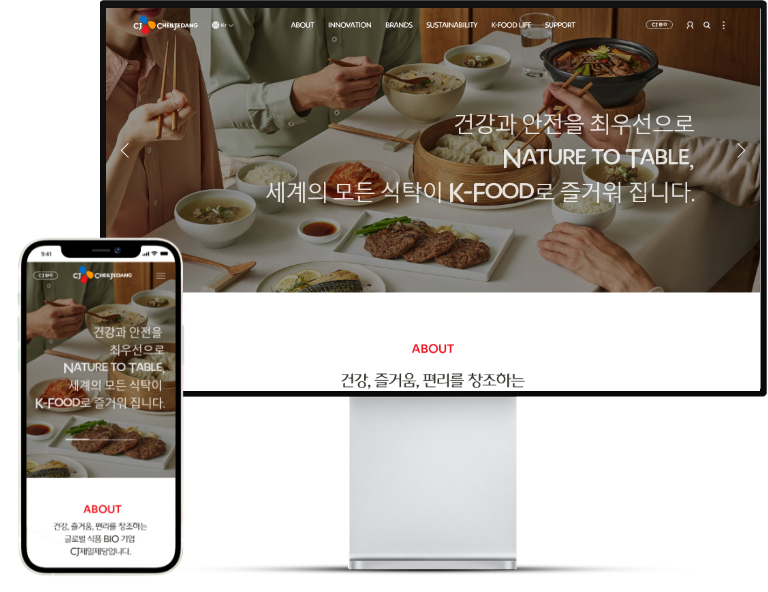 CJ CHEILJEDANG
Kr
ABOUT INNOVATION BRANDS SUSTAINABILITY K-FOOD LIFE SUPPORT
건강과 안전을 최우선으로
NATURE TO TABLE,
세계의 모든 식탁이 K-FOOD로 즐거워 집니다.
ABOUT
건강, 즐거움, 편리를 창조하는
9:41
CJ CHEILJEDANG
건강과 안전을
최우선으로
NATURE TO TABLE,
세계의 모든 식탁이
K-FOOD로 즐거워 집니다.
ABOUT
건강, 즐거움, 편리를 창조하는
글로벌 식품 BIO 기업
CJ제일제당입니다.